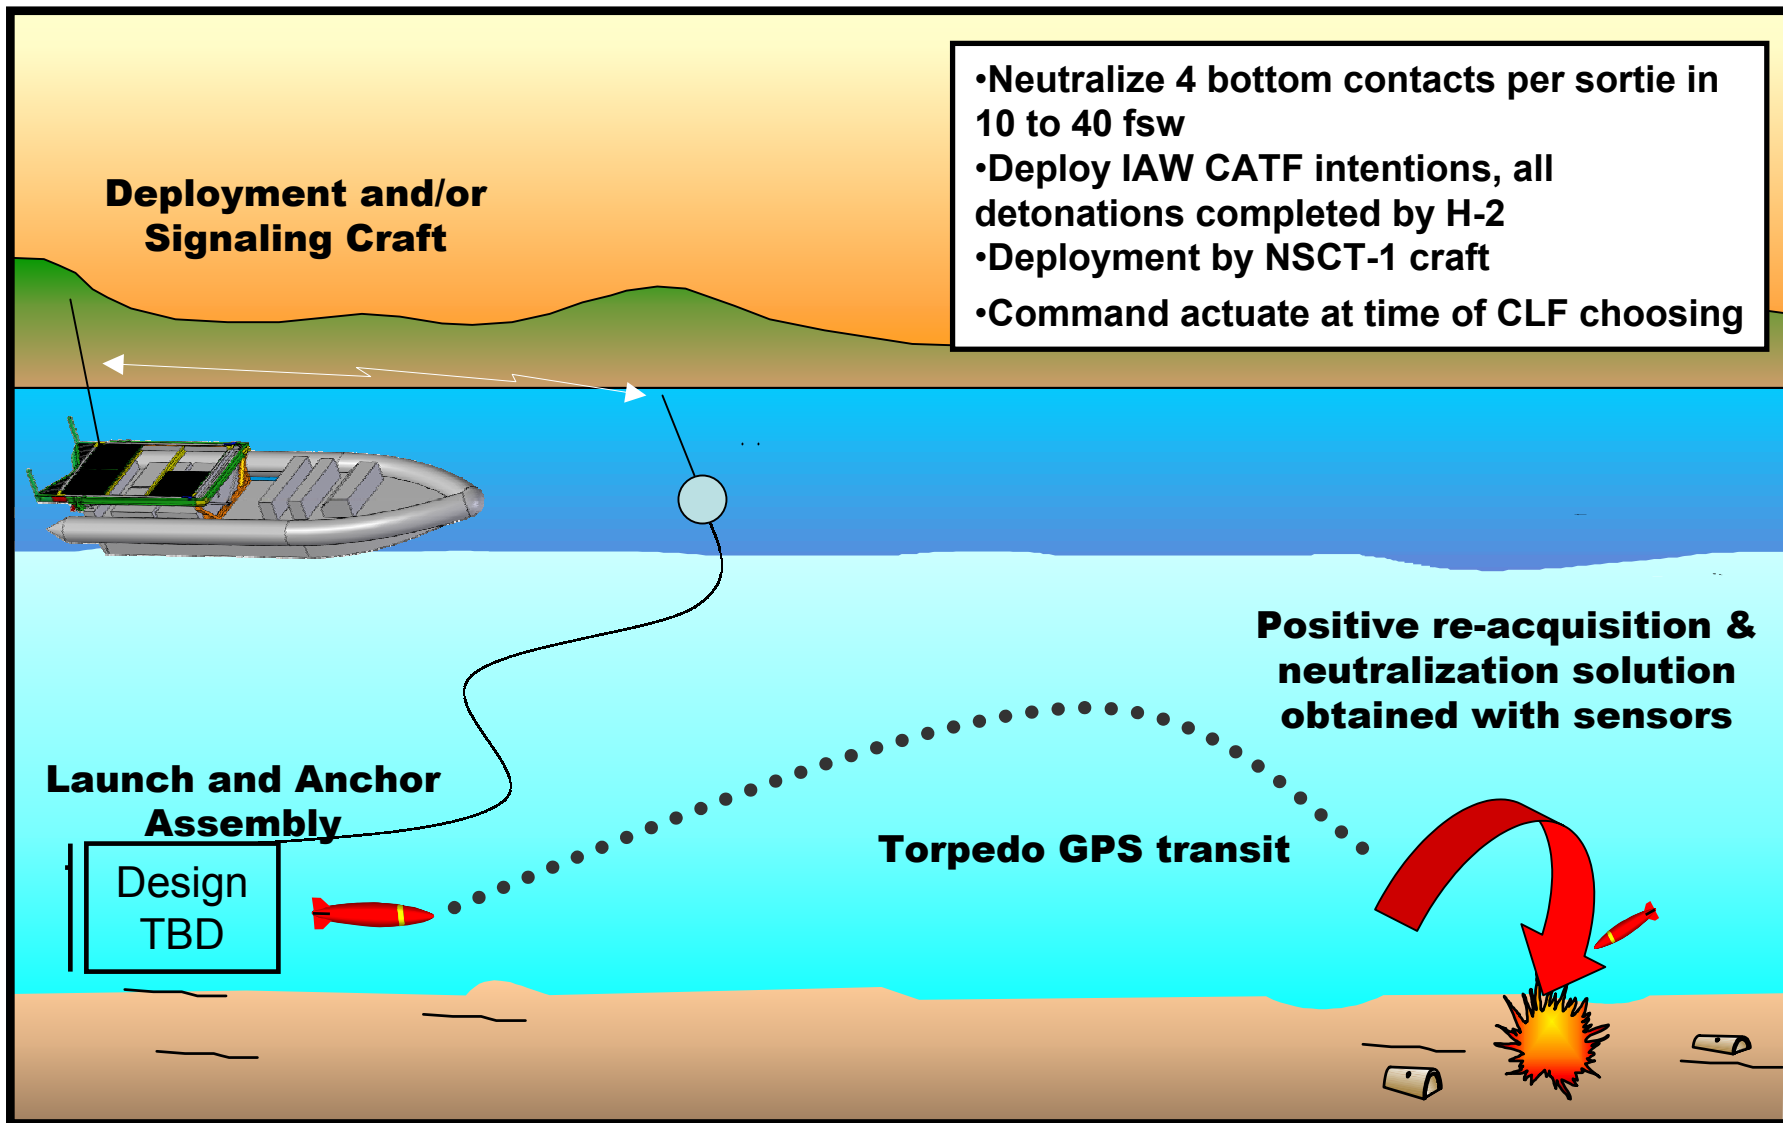 •Neutralize 4 bottom contacts per sortie in
10 to 40 fsw
•Deploy IAW CATF intentions, all
detonations completed by H-2
•Deployment by NSCT-1 craft
•Command actuate at time of CLF choosing
Deployment and/or
Signaling Craft
Positive re-acquisition &
neutralization solution
obtained with sensors
Launch and Anchor
Assembly
Torpedo GPS transit
Design
TBD